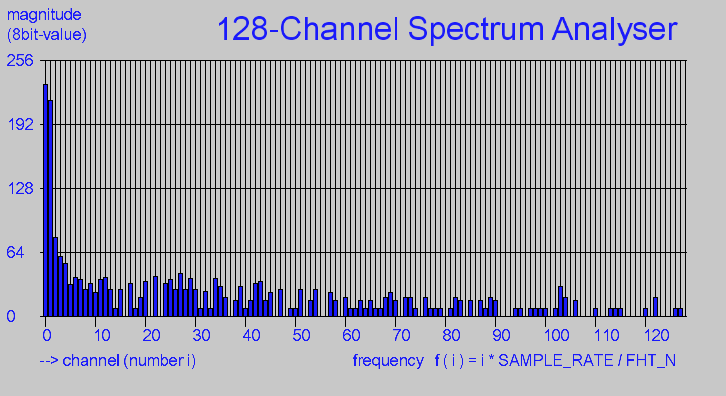 magnitude
(8bit-value)
128-Channel Spectrum Analyser
256
192
128
64
0
0 10 20 30 40 50 60 70 80 90 100 110 120
--> channel (number i)
frequency f ( i ) = i * SAMPLE_RATE / FHT_N